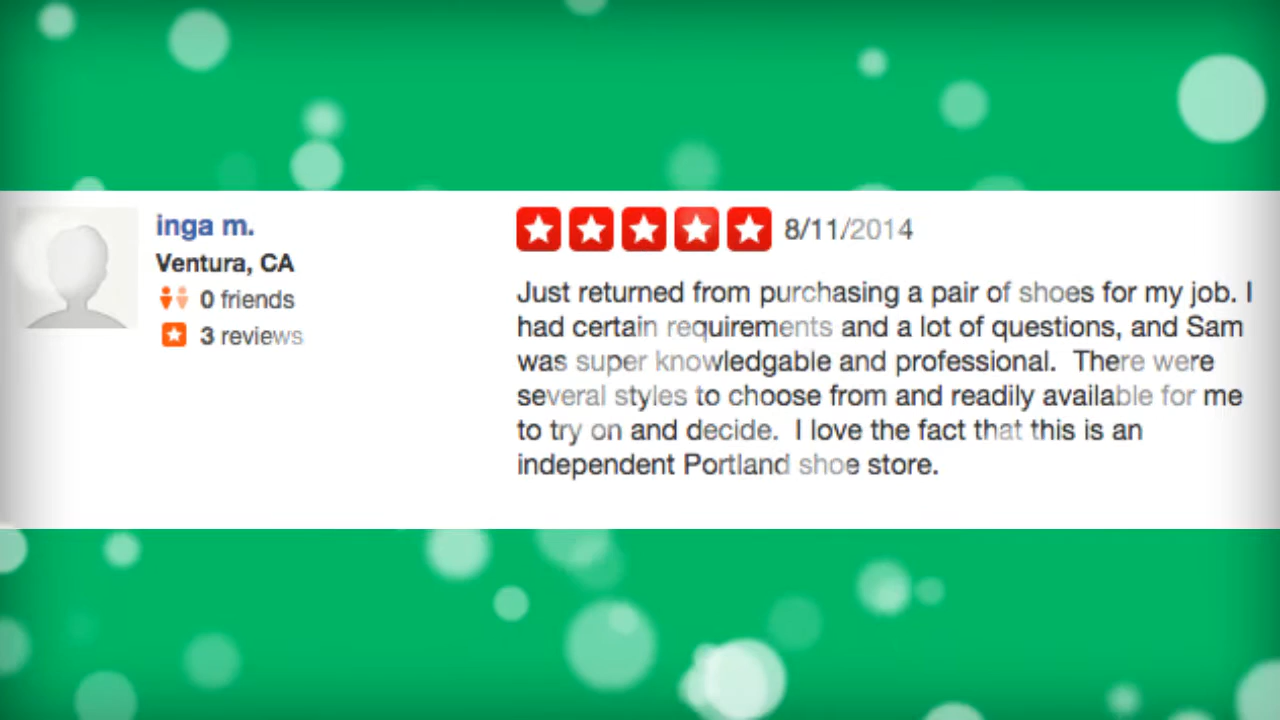 inga m.
Ventura, CA
0 friends
3 reviews
8/11/2014
Just returned from purchasing a pair of shoes for my job. I
had certain requirements and a lot of questions, and Sam
was super knowledgable and professional.  There were
several styles to choose from and readily available for me
to try on and decide.  I love the fact that this is an
independent Portland shoe store.